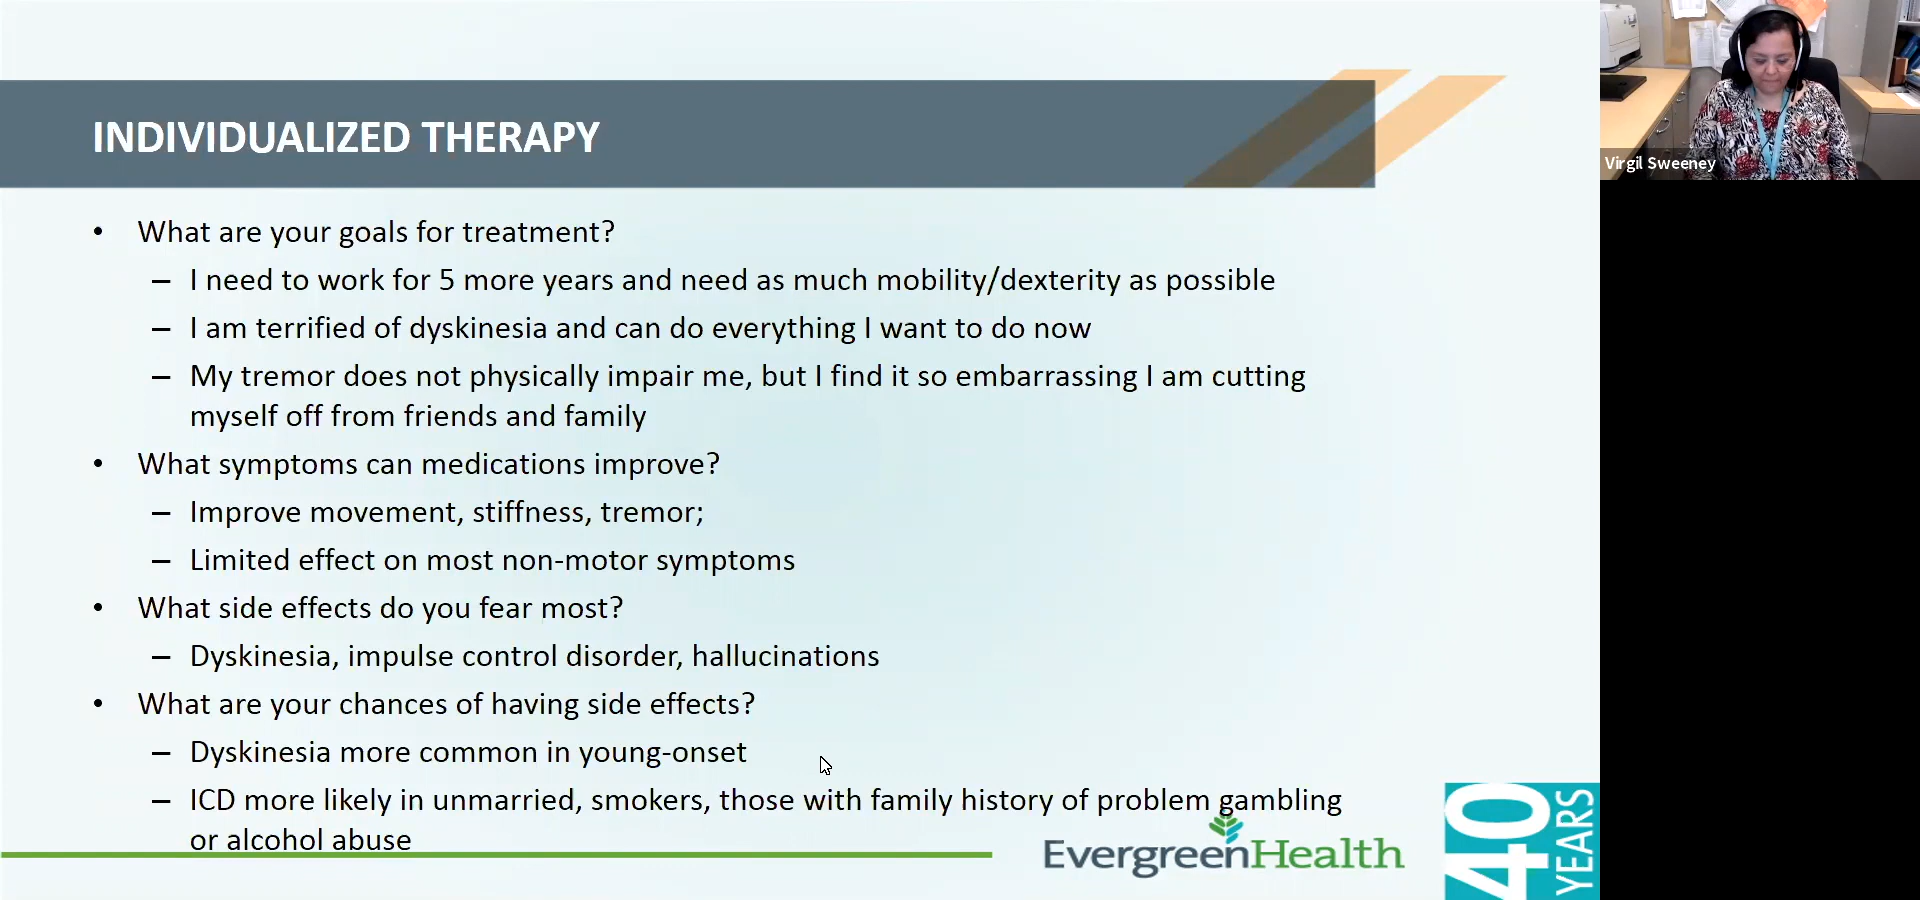 INDIVIDUALIZED THERAPY
• What are your goals for treatment?
– I need to work for 5 more years and need as much mobility/dexterity as possible
– I am terrified of dyskinesia and can do everything I want to do now
– My tremor does not physically impair me, but I find it so embarrassing I am cutting
myself off from friends and family
• What symptoms can medications improve?
– Improve movement, stiffness, tremor;
– Limited effect on most non-motor symptoms
• What side effects do you fear most?
– Dyskinesia, impulse control disorder, hallucinations
• What are your chances of having side effects?
– Dyskinesia more common in young-onset
– ICD more likely in unmarried, smokers, those with family history of problem gambling
or alcohol abuse
EvergreenHealth
40
YEARS
Virgil Sweeney